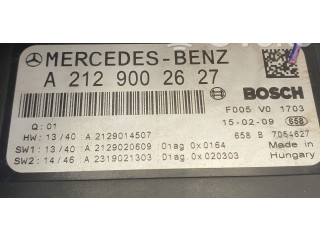 MERCEDES-BENZ
A 212 900 26 27
BOSCH
F005 V0 1703
Q: 01
15-02-09 658
HW: 13/40 A 2129014507
658 B 7054627
SW1: 13/40 A 2129020609 Diag 0x0164
Made in
SW2: 14/46 A 2319021303 Diag 0x020303
Hungary